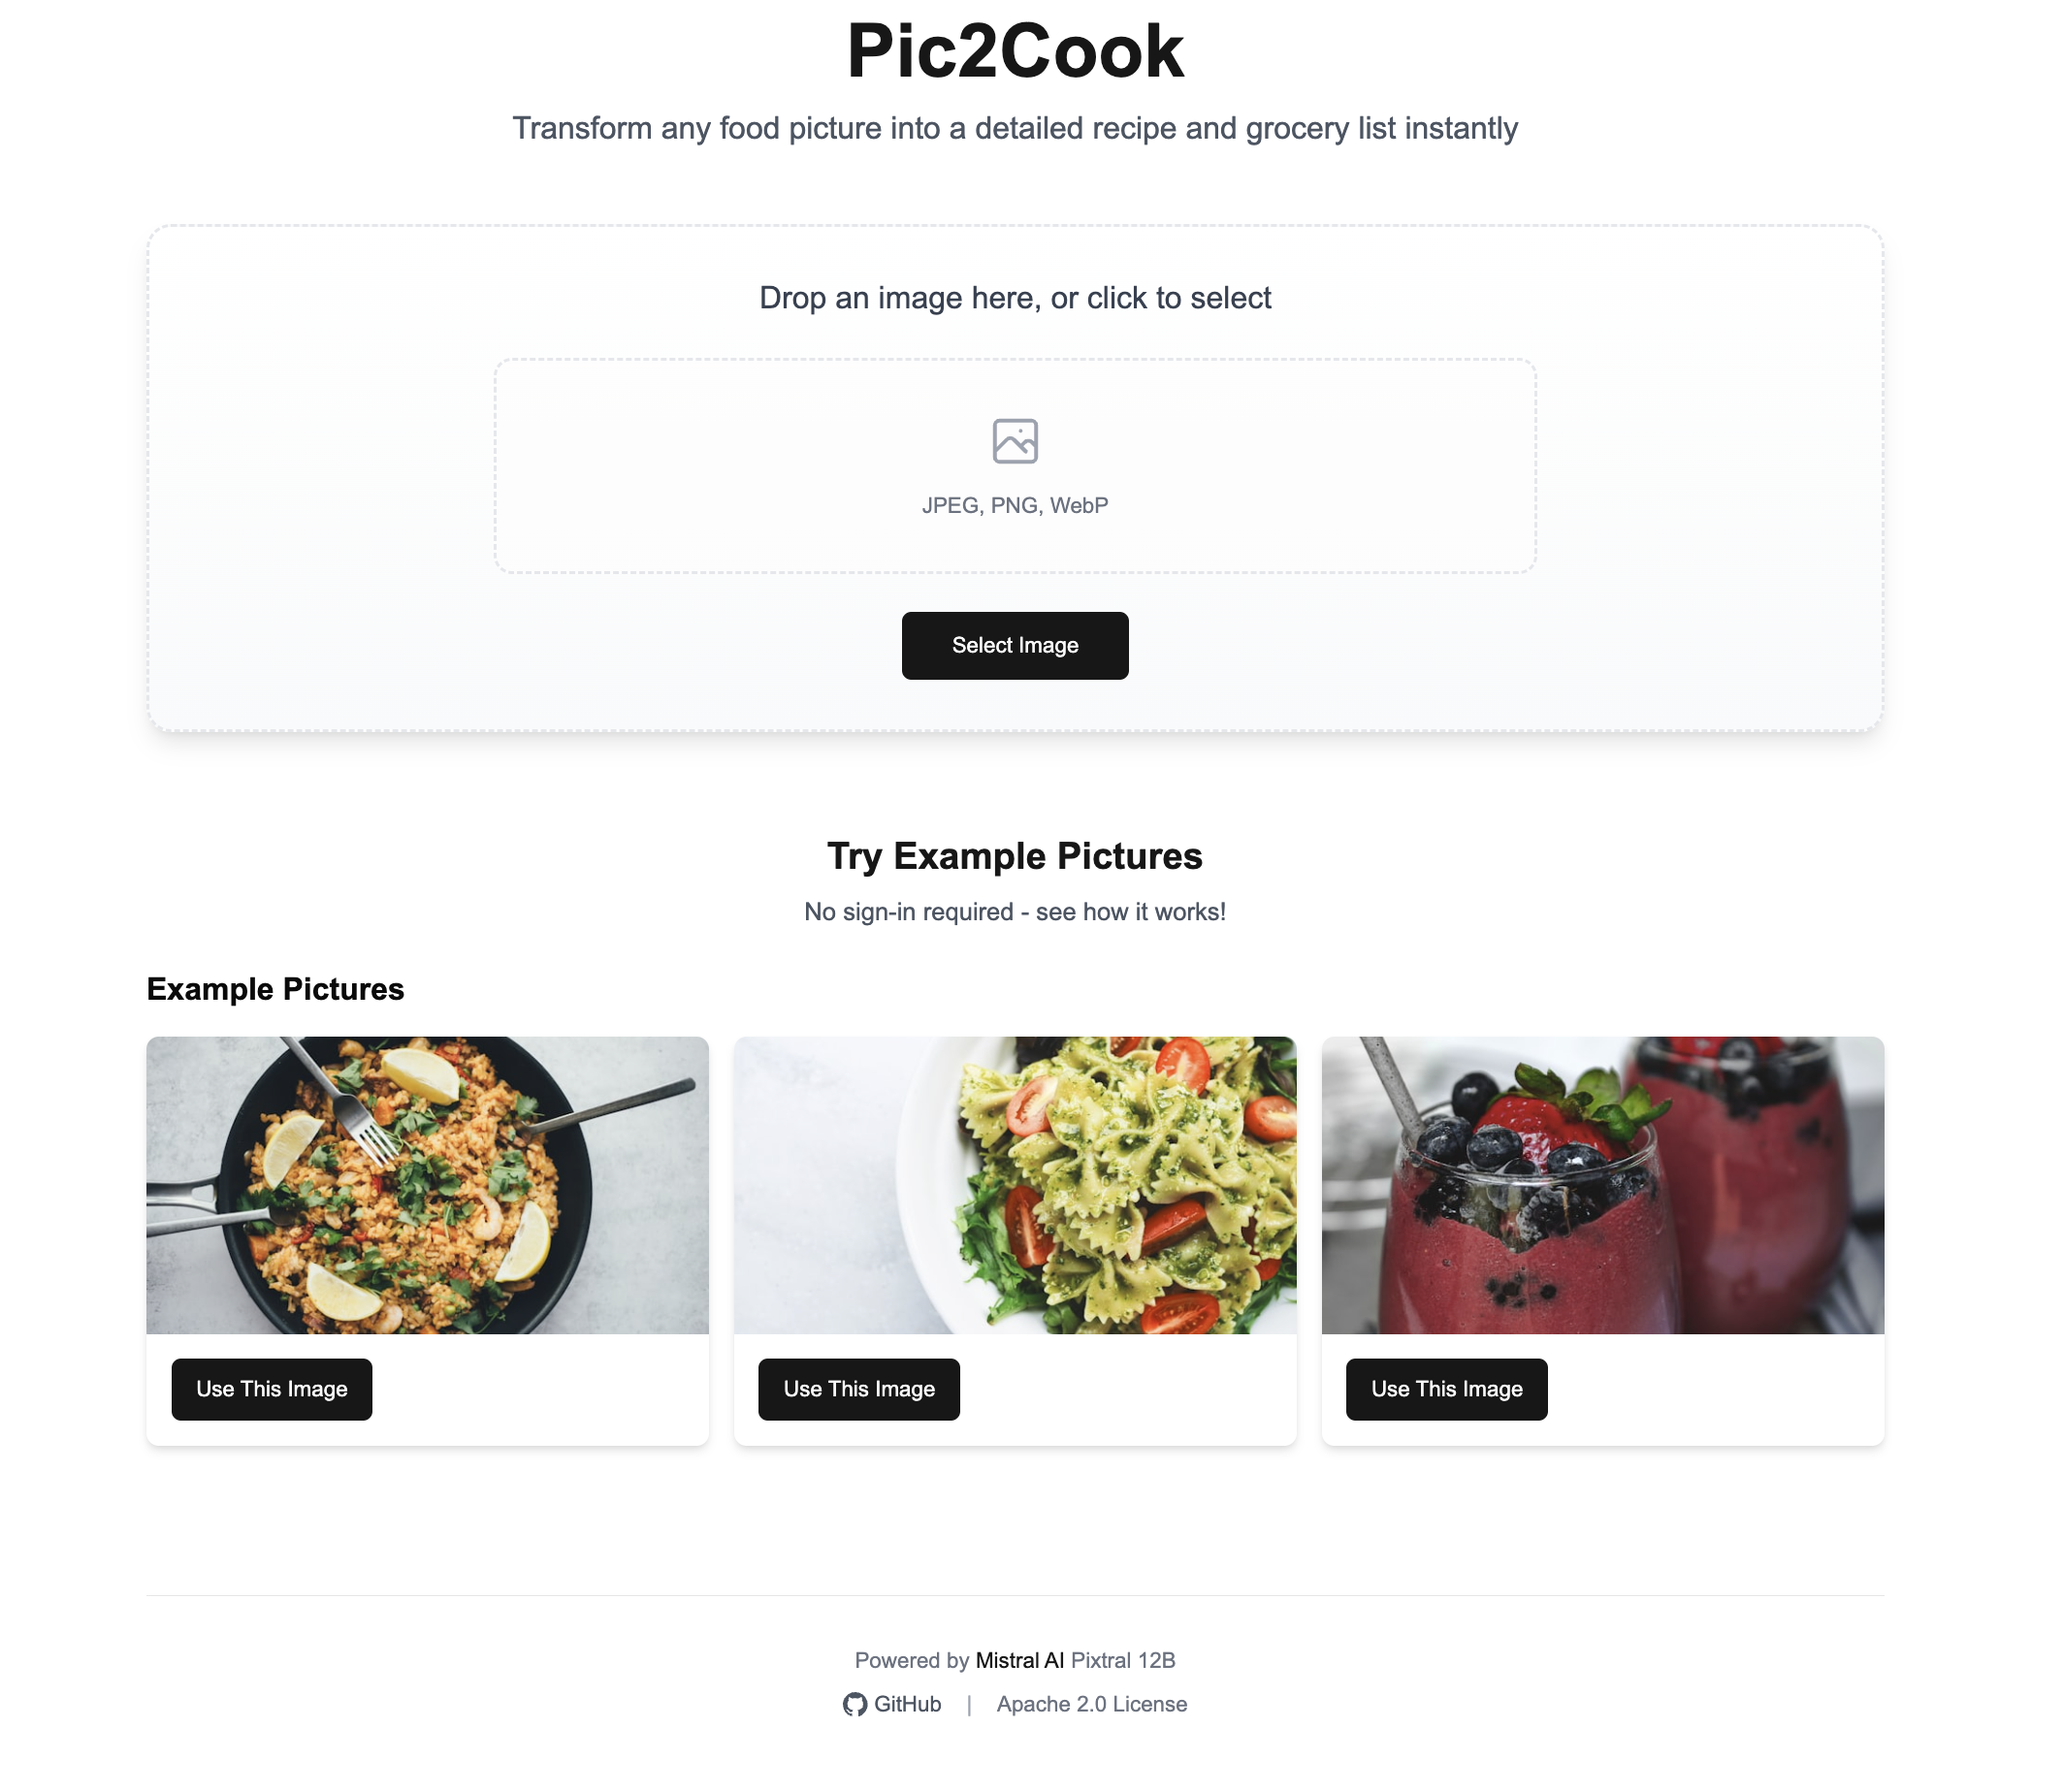 Pic2Cook
Transform any food picture into a detailed recipe and grocery list instantly
Drop an image here, or click to select
JPEG, PNG, WebP
Select Image
Try Example Pictures
No sign-in required - see how it works!
Example Pictures
Use This Image
Use This Image
Use This Image
Powered by Mistral AI Pixtral 12B
GitHub | Apache 2.0 License